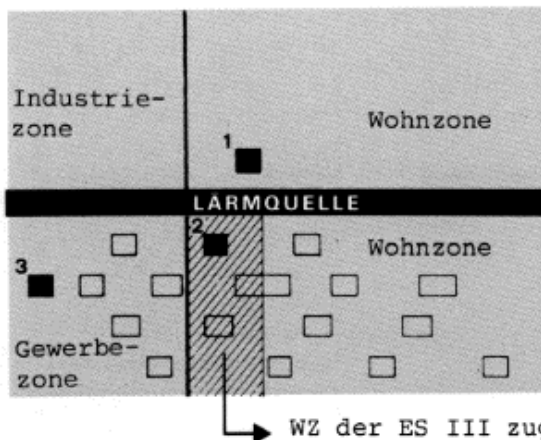 Industrie-
zone
Wohnzone
1
LÄRMQUELLE
2
Wohnzone
3
Gewerbe-
zone
WZ der ES III